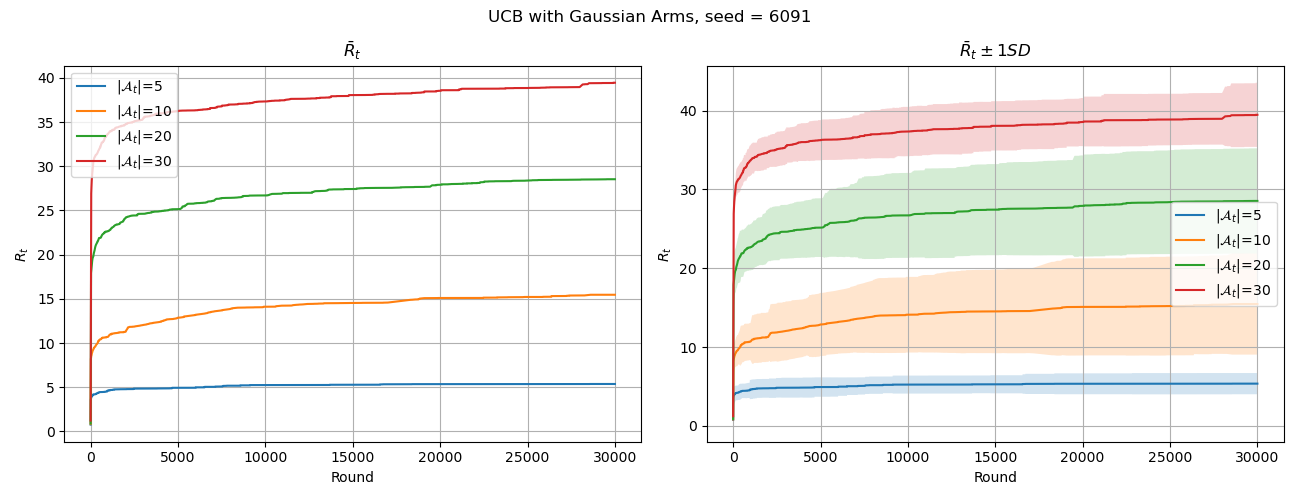 UCB with Gaussian Arms, seed = 6091
R̄ₜ
40
35
30
25
20
15
10
5
0
Rₜ
|𝒜ₜ|=5
|𝒜ₜ|=10
|𝒜ₜ|=20
|𝒜ₜ|=30
0 5000 10000 15000 20000 25000 30000
Round
R̄ₜ ± 1SD
40
30
20
10
0
Rₜ
|𝒜ₜ|=5
|𝒜ₜ|=10
|𝒜ₜ|=20
|𝒜ₜ|=30
0 5000 10000 15000 20000 25000 30000
Round